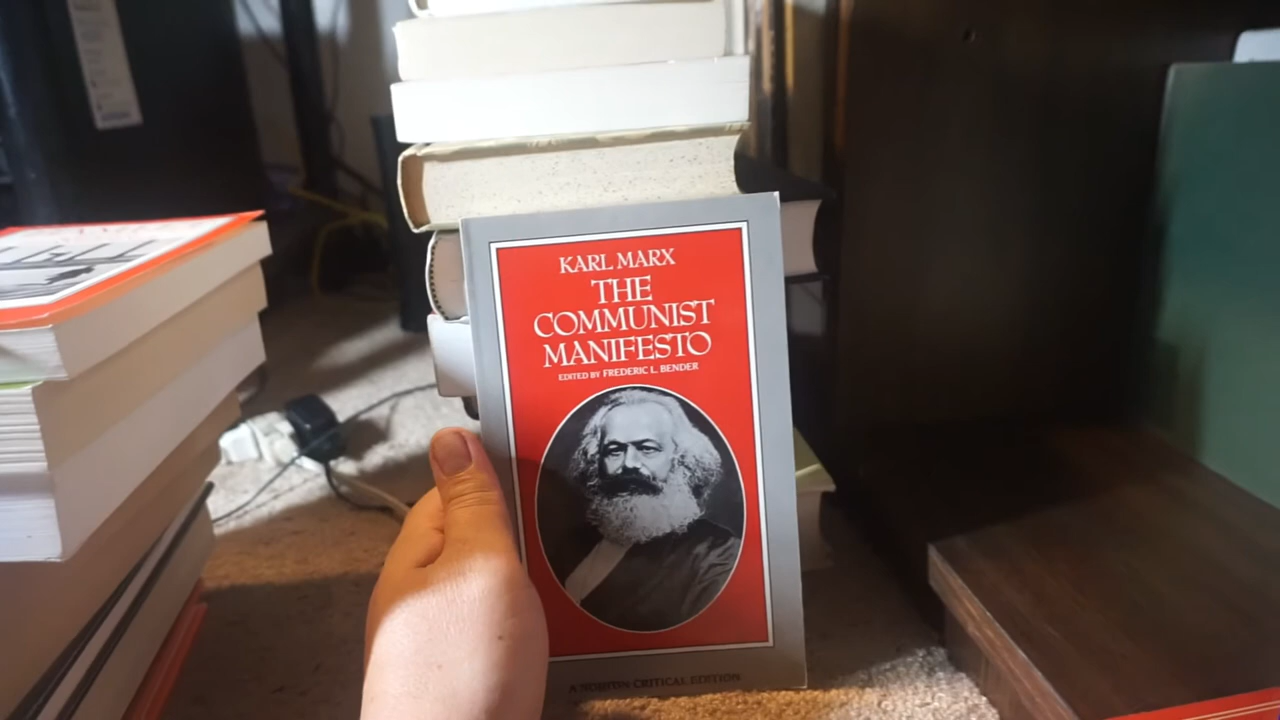 KARL MARX
THE
COMMUNIST
MANIFESTO
EDITED BY FREDERIC L. BENDER
A NORTON CRITICAL EDITION